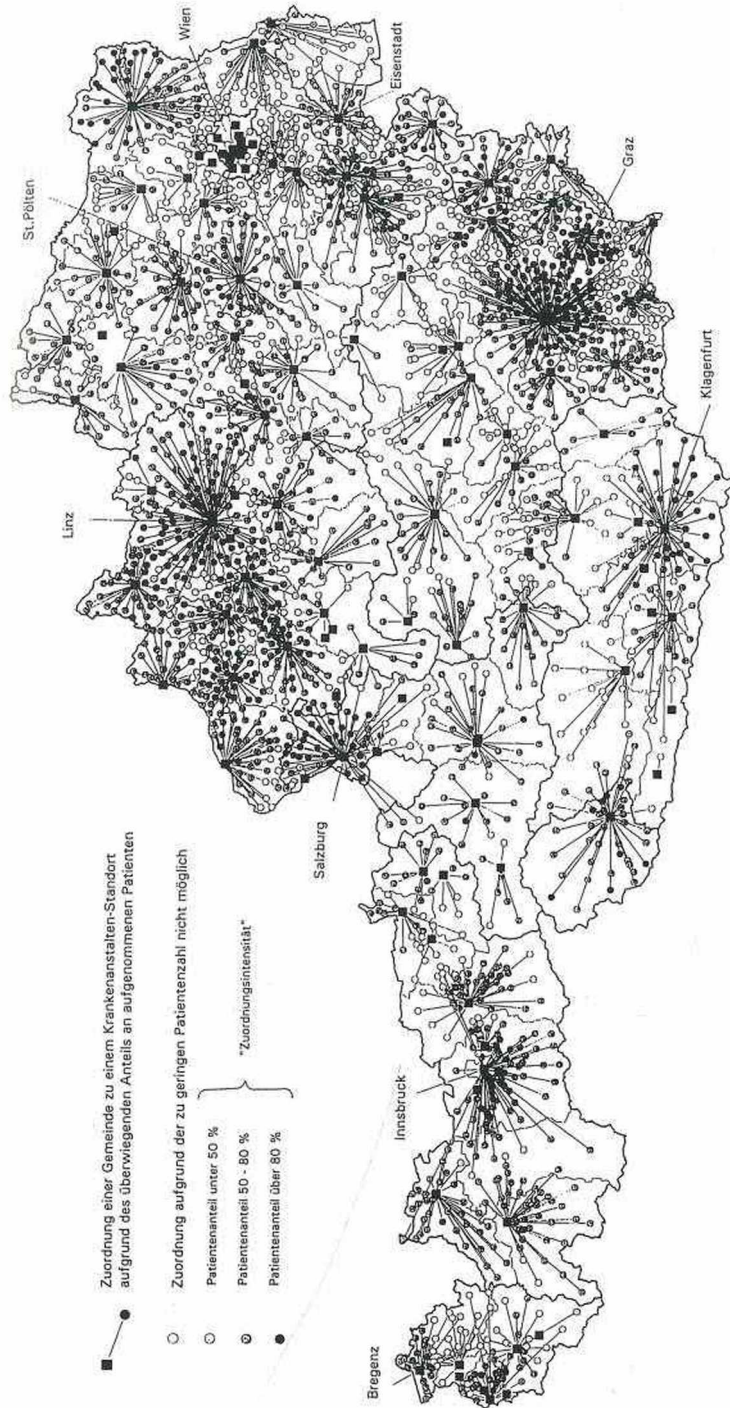 Zuordnung einer Gemeinde zu einem Krankenanstalten-Standort
aufgrund des überwiegenden Anteils an aufgenommenen Patienten
Zuordnung aufgrund der zu geringen Patientenzahl nicht möglich
Patientenanteil unter 50 %
Patientenanteil 50 - 80 %
Patientenanteil über 80 %
"Zuordnungsintensität"
Bregenz
Innsbruck
Salzburg
Linz
St.Pölten
Wien
Eisenstadt
Graz
Klagenfurt